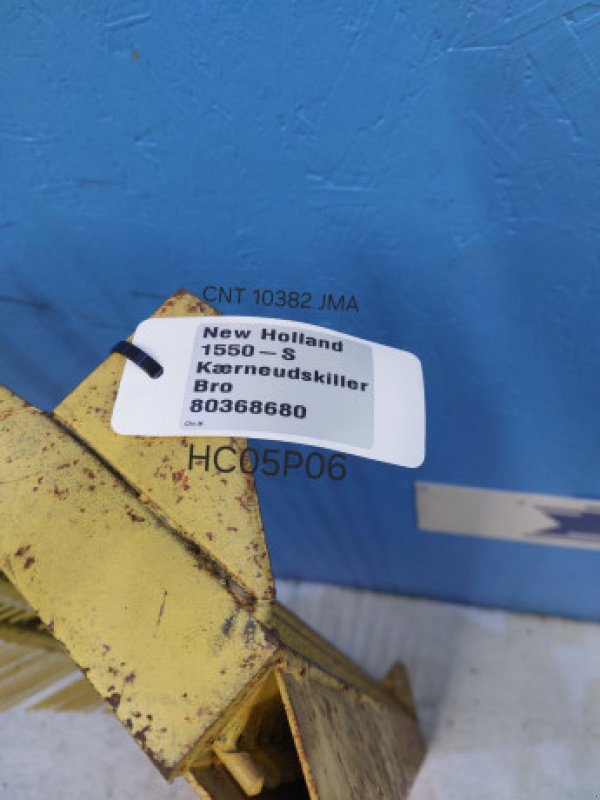 CNT 10382 JMA
New Holland
1550 – S
Kærneudskiller
Bro
80368680
HC05P06